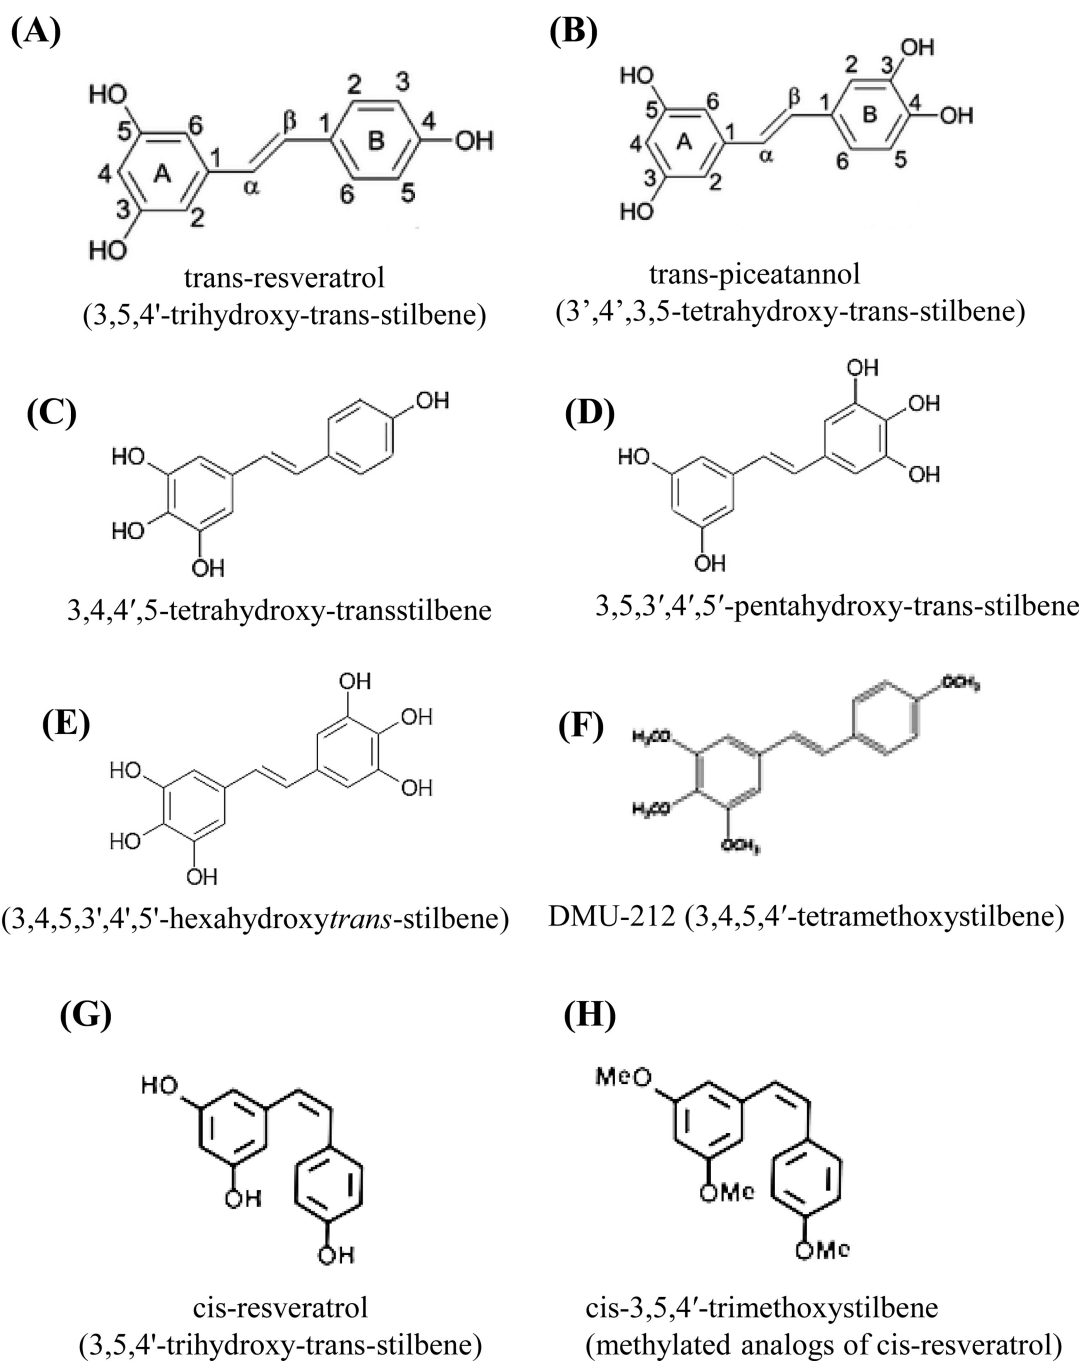 (A)
HO
5
6
4
A
1
3
2
HO
α
β
1
2
3
B
4
OH
6
5
trans-resveratrol
(3,5,4'-trihydroxy-trans-stilbene)
(B)
HO
5
6
4
A
1
3
2
HO
α
β
1
2
3
OH
B
4
OH
6
5
trans-piceatannol
(3’,4’,3,5-tetrahydroxy-trans-stilbene)
(C)
OH
HO
HO
OH
3,4,4′,5-tetrahydroxy-transstilbene
(D)
OH
OH
HO
OH
OH
3,5,3′,4′,5′-pentahydroxy-trans-stilbene
(E)
OH
OH
HO
OH
HO
OH
(3,4,5,3',4',5'-hexahydroxytrans-stilbene)
(F)
OCH3
H3CO
H3CO
OCH3
DMU-212 (3,4,5,4′-tetramethoxystilbene)
(G)
HO
OH
OH
cis-resveratrol
(3,5,4'-trihydroxy-trans-stilbene)
(H)
MeO
OMe
OMe
cis-3,5,4′-trimethoxystilbene
(methylated analogs of cis-resveratrol)